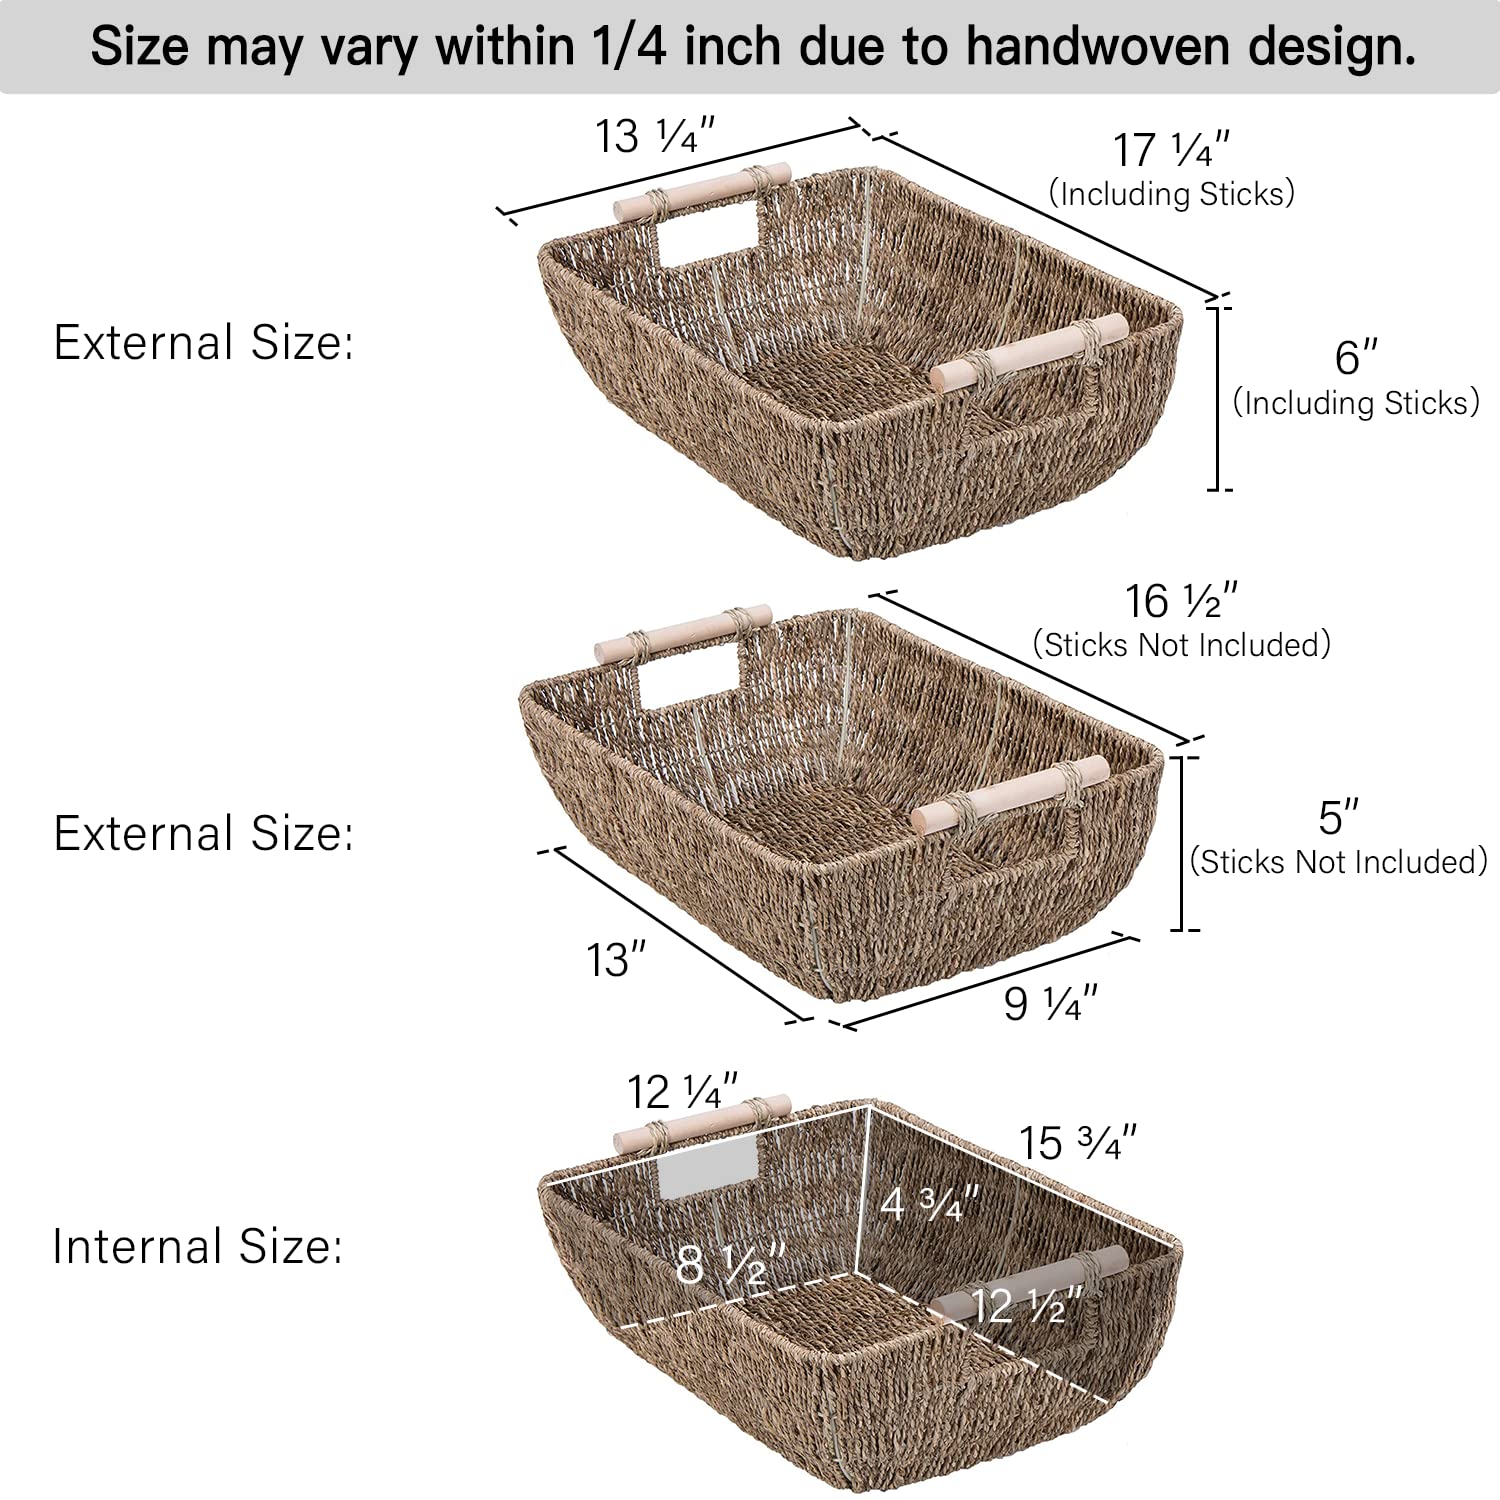 Size may vary within 1/4 inch due to handwoven design.
13 ¼"
17 ¼"
(Including Sticks)
External Size:
6"
(Including Sticks)
16 ½"
(Sticks Not Included)
External Size:
5"
(Sticks Not Included)
13"
9 ¼"
12 ¼"
15 ¾"
4 ¾"
Internal Size:
8 ½"
12 ½"